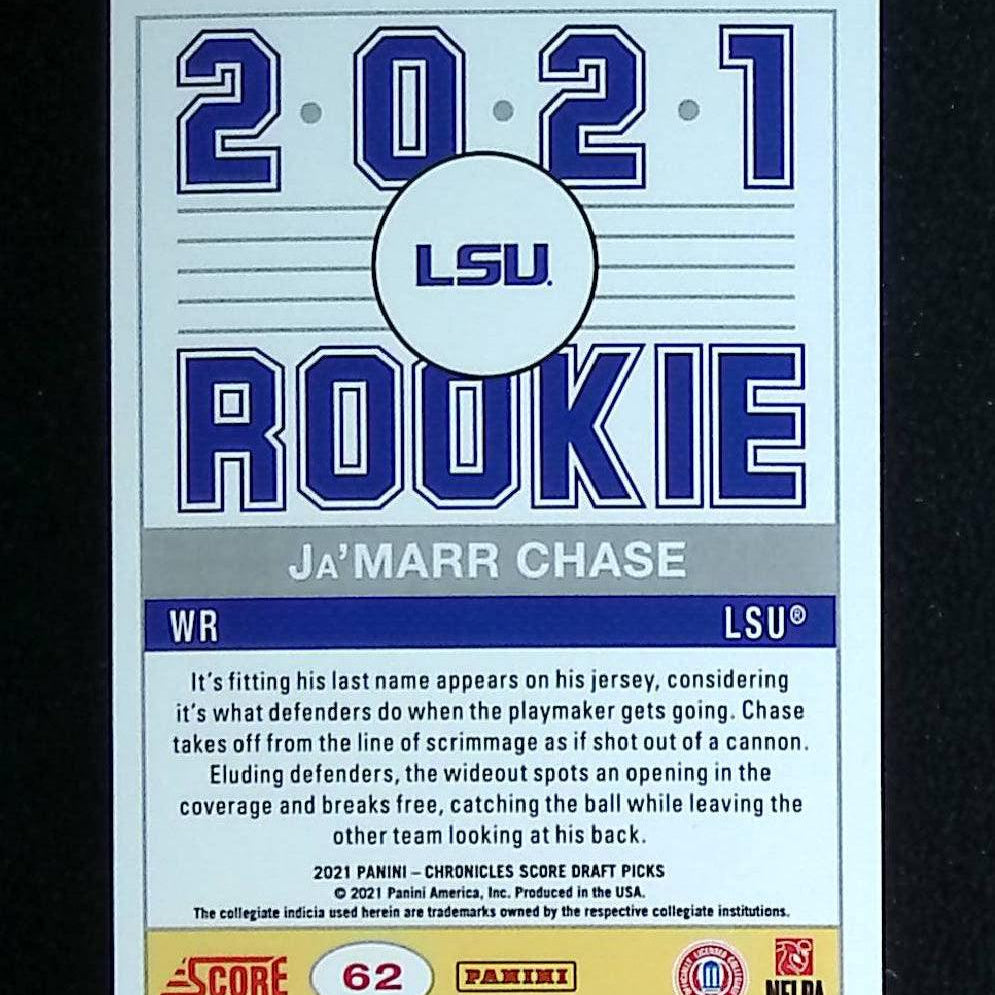 2·0·2·1
LSU
ROOKIE
JA'MARR CHASE
WR LSU®
It's fitting his last name appears on his jersey, considering
it's what defenders do when the playmaker gets going. Chase
takes off from the line of scrimmage as if shot out of a cannon.
Eluding defenders, the wideout spots an opening in the
coverage and breaks free, catching the ball while leaving the
other team looking at his back.
2021 PANINI – CHRONICLES SCORE DRAFT PICKS
© 2021 Panini America, Inc. Produced in the USA.
The collegiate indicia used herein are trademarks owned by the respective collegiate institutions.
SCORE 62 PANINI NFLPA